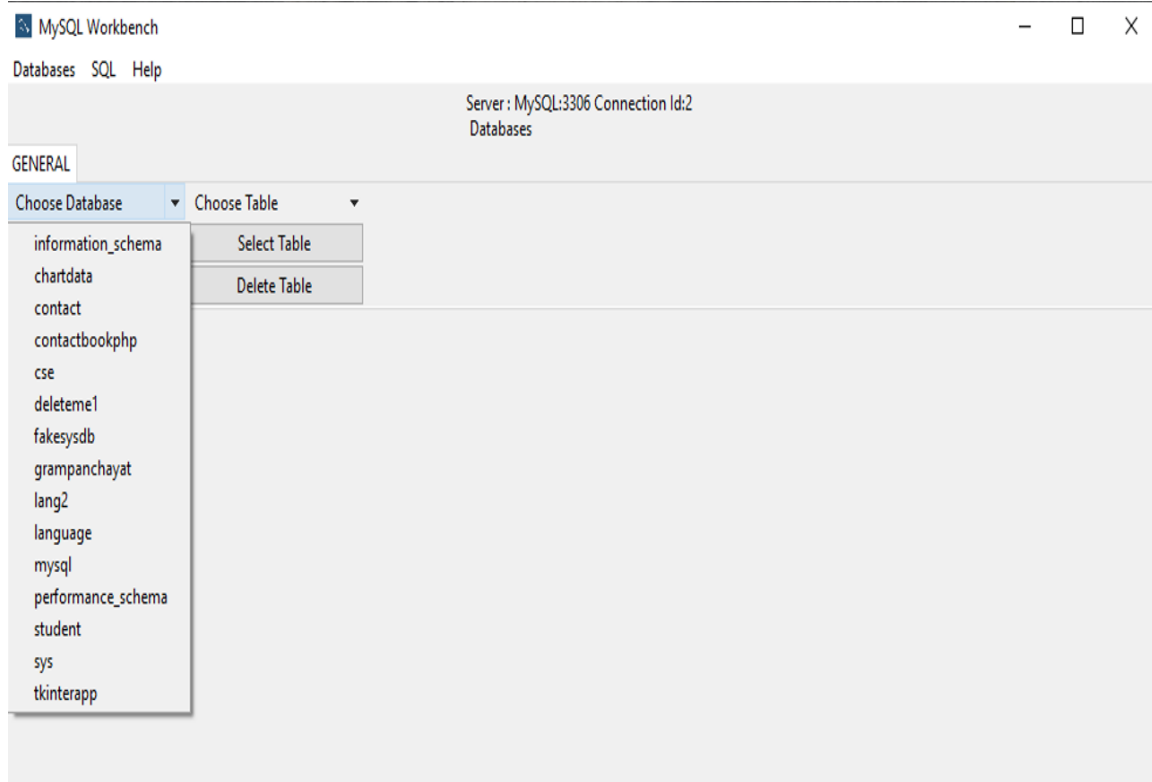 MySQL Workbench
Databases SQL Help
Server : MySQL:3306 Connection Id:2
Databases
GENERAL
Choose Database Choose Table
information_schema
Select Table
chartdata
Delete Table
contact
contactbookphp
cse
deleteme1
fakesysdb
grampanchayat
lang2
language
mysql
performance_schema
student
sys
tkinterapp